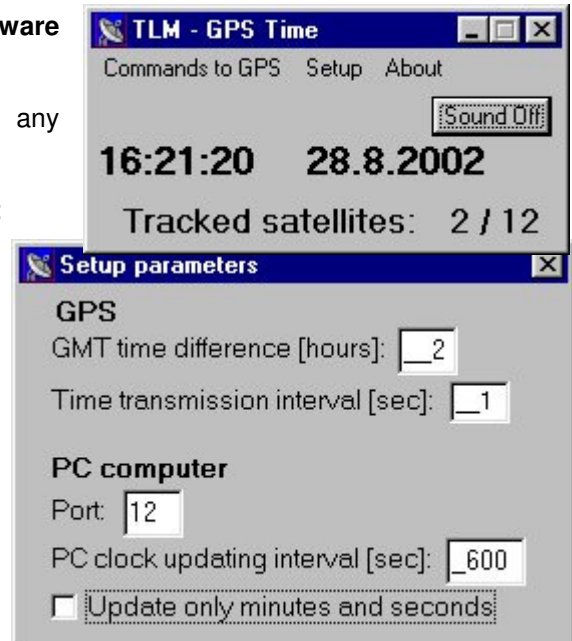 ware
TLM - GPS Time
Commands to GPS Setup About
any
Sound Off
16:21:20 28.8.2002
Tracked satellites: 2 / 12
Setup parameters
GPS
GMT time difference [hours]: __2
Time transmission interval [sec]: __1
PC computer
Port: 12
PC clock updating interval [sec]: _600
Update only minutes and seconds